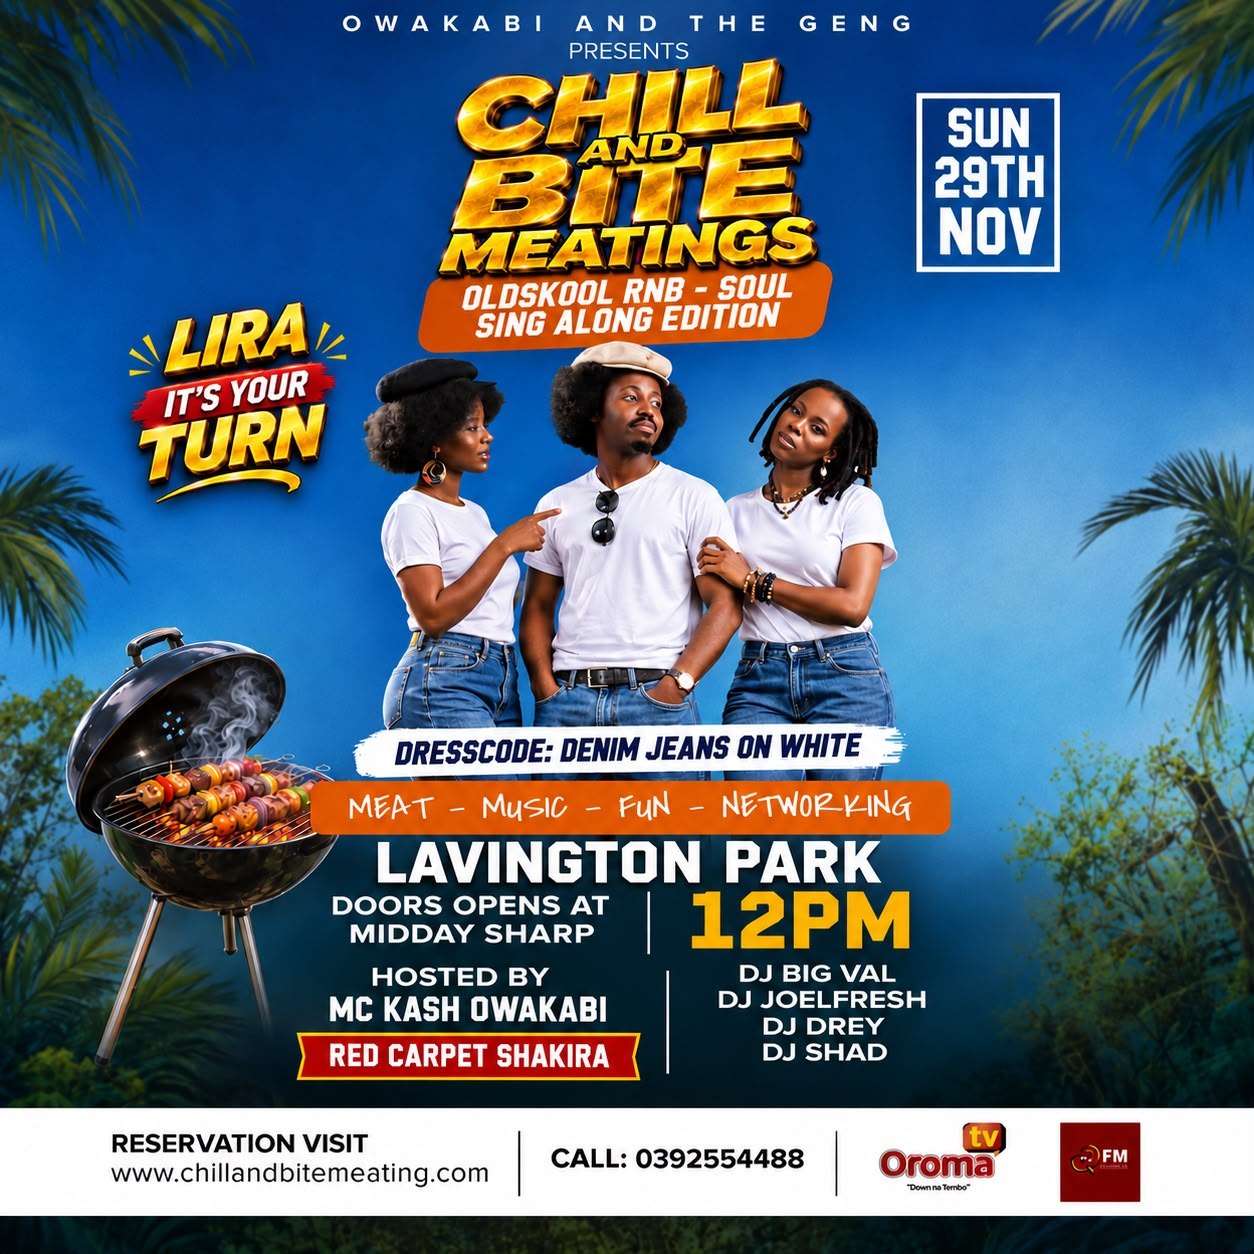 OWAKABI AND THE GENG
PRESENTS
CHILL
AND
BITE
MEATINGS
OLDSKOOL RNB - SOUL
SING ALONG EDITION
SUN
29TH
NOV
LIRA
IT'S YOUR
TURN
DRESSCODE: DENIM JEANS ON WHITE
MEAT - MUSIC - FUN - NETWORKING
LAVINGTON PARK
DOORS OPENS AT
MIDDAY SHARP
12PM
HOSTED BY
MC KASH OWAKABI
RED CARPET SHAKIRA
DJ BIG VAL
DJ JOELFRESH
DJ DREY
DJ SHAD
RESERVATION VISIT
www.chillandbitemeating.com
CALL: 0392554488
Oroma tv
"Down na Tembo"
FM